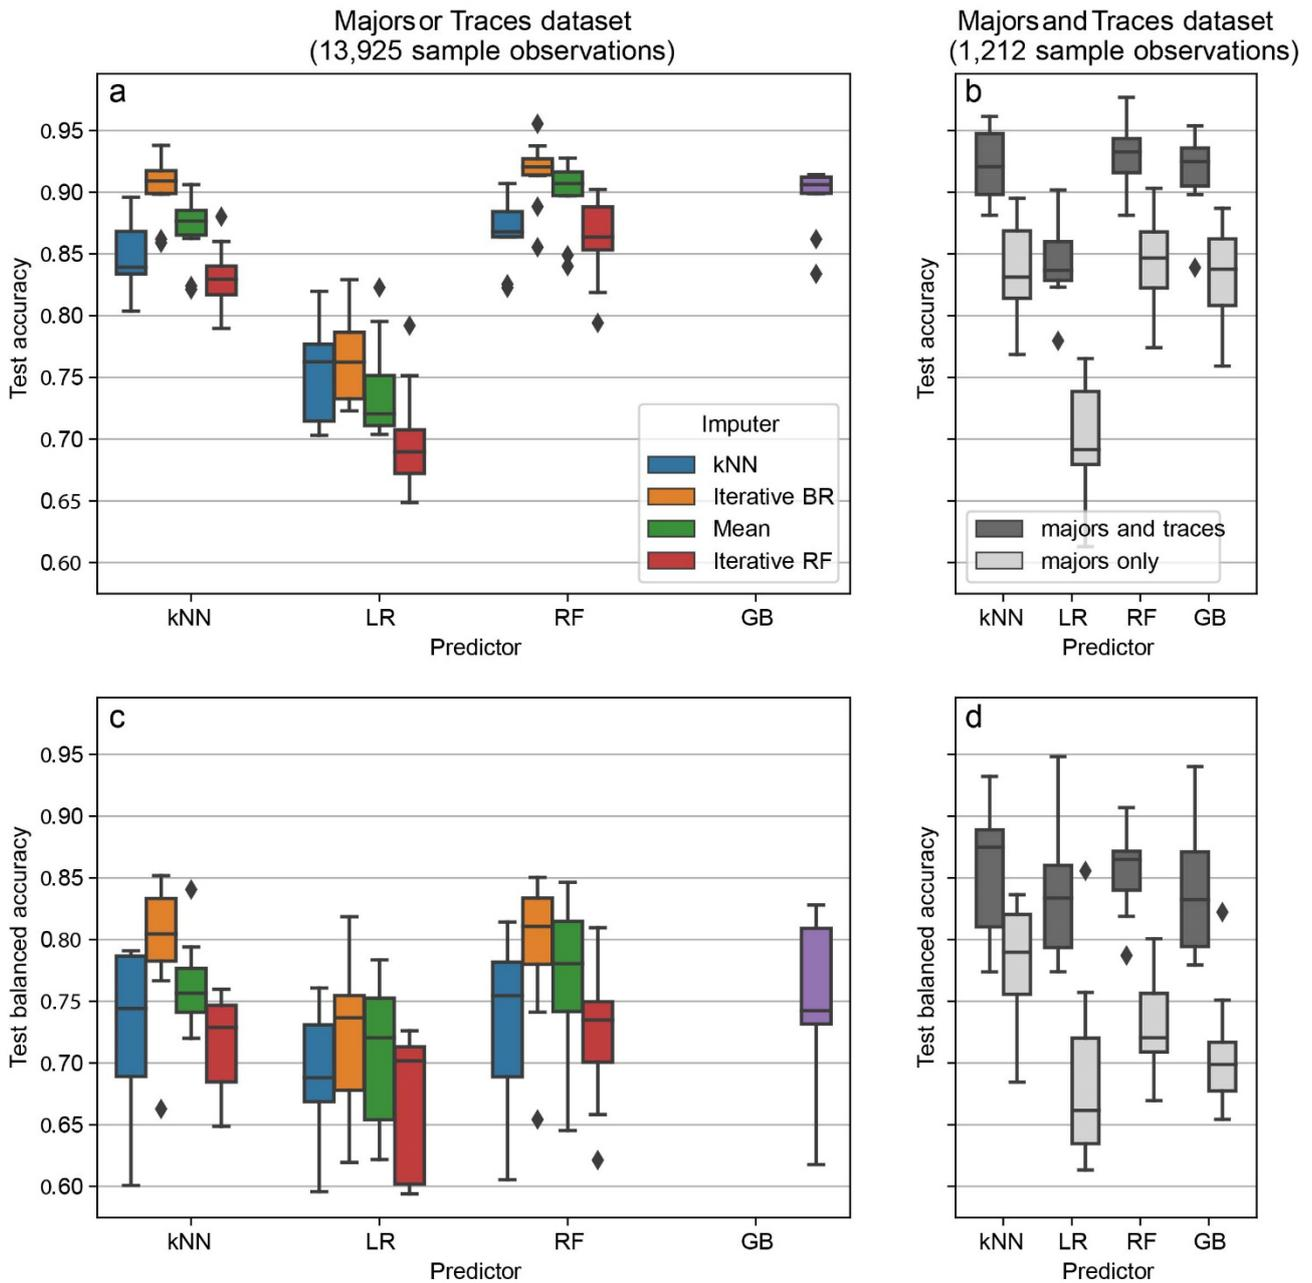 Majors or Traces dataset
(13,925 sample observations)
Majors and Traces dataset
(1,212 sample observations)
a
0.95
0.90
0.85
0.80
0.75
0.70
0.65
0.60
Test accuracy
Imputer
kNN
Iterative BR
Mean
Iterative RF
kNN LR RF GB
Predictor
b
Test accuracy
majors and traces
majors only
kNN LR RF GB
Predictor
c
0.95
0.90
0.85
0.80
0.75
0.70
0.65
0.60
Test balanced accuracy
kNN LR RF GB
Predictor
d
Test balanced accuracy
kNN LR RF GB
Predictor